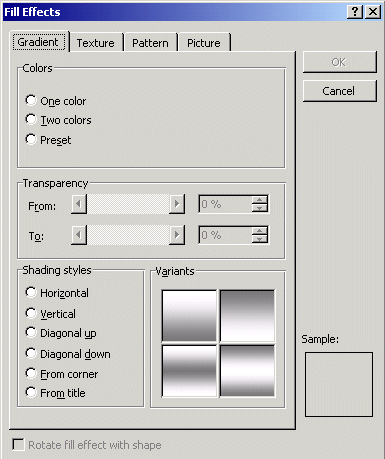 Fill Effects
Gradient Texture Pattern Picture
OK
Cancel
Colors
One color
Two colors
Preset
Transparency
From: 0 %
To: 0 %
Shading styles
Horizontal
Vertical
Diagonal up
Diagonal down
From corner
From title
Variants
Sample:
Rotate fill effect with shape